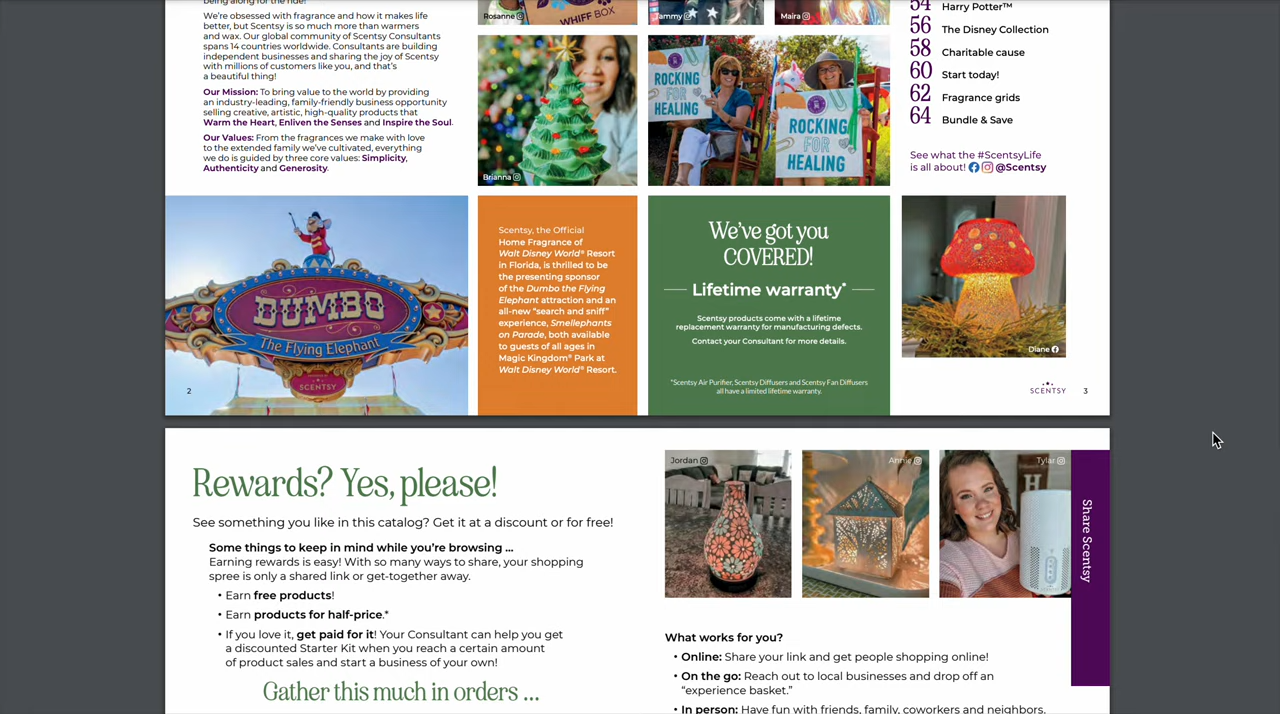 being along for the ride!
We're obsessed with fragrance and how it makes life
better, but Scentsy is so much more than warmers
and wax. Our global community of Scentsy Consultants
spans 14 countries worldwide. Consultants are building
independent businesses and sharing the joy of Scentsy
with millions of customers like you, and that's
a beautiful thing!
Our Mission: To bring value to the world by providing
an industry-leading, family-friendly business opportunity
selling creative, artistic, high-quality products that
Warm the Heart, Enliven the Senses and Inspire the Soul.
Our Values: From the fragrances we make with love
to the extended family we've cultivated, everything
we do is guided by three core values: Simplicity,
Authenticity and Generosity.
Rosanne
WHIFF BOX
Tammy
Maira
Brianna
ROCKING
FOR
HEALING
ROCKING
FOR
HEALING
54 Harry Potter™
56 The Disney Collection
58 Charitable cause
60 Start today!
62 Fragrance grids
64 Bundle & Save
See what the #ScentsyLife
is all about! @Scentsy
DUMBO
The Flying Elephant
SCENTSY
2
Scentsy, the Official
Home Fragrance of
Walt Disney World® Resort
in Florida, is thrilled to be
the presenting sponsor
of the Dumbo the Flying
Elephant attraction and an
all-new "search and sniff"
experience, Smellephants
on Parade, both available
to guests of all ages in
Magic Kingdom® Park at
Walt Disney World® Resort.
We've got you
COVERED!
Lifetime warranty*
Scentsy products come with a lifetime
replacement warranty for manufacturing defects.
Contact your Consultant for more details.
*Scentsy Air Purifier, Scentsy Diffusers and Scentsy Fan Diffusers
all have a limited lifetime warranty.
Diane
SCENTSY 3
Rewards? Yes, please!
See something you like in this catalog? Get it at a discount or for free!
Some things to keep in mind while you're browsing ...
Earning rewards is easy! With so many ways to share, your shopping
spree is only a shared link or get-together away.
• Earn free products!
• Earn products for half-price.*
• If you love it, get paid for it! Your Consultant can help you get
a discounted Starter Kit when you reach a certain amount
of product sales and start a business of your own!
Gather this much in orders ...
Jordan
Annie
Tylar
H
Share Scentsy
What works for you?
• Online: Share your link and get people shopping online!
• On the go: Reach out to local businesses and drop off an
"experience basket."
• In person: Have fun with friends, family, coworkers and neighbors.